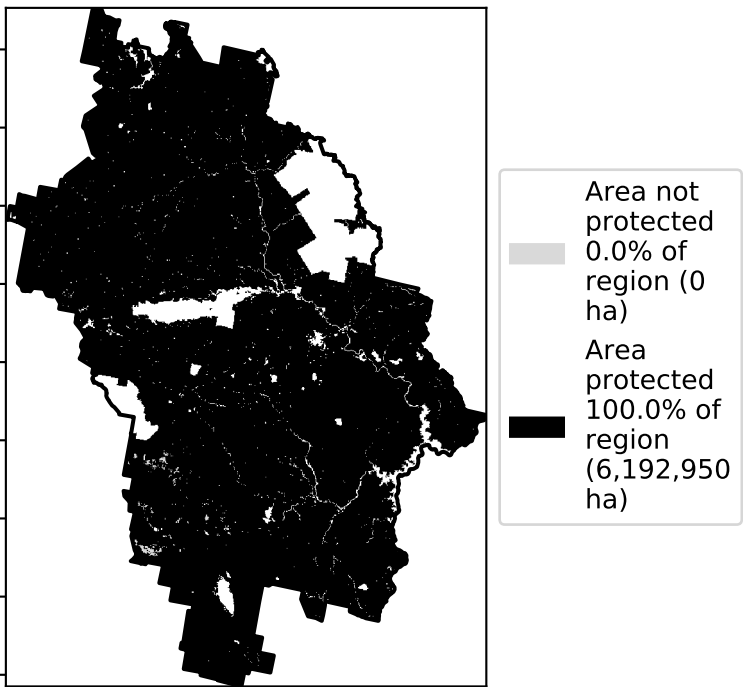 Area not
protected
0.0% of
region (0
ha)
Area
protected
100.0% of
region
(6,192,950
ha)